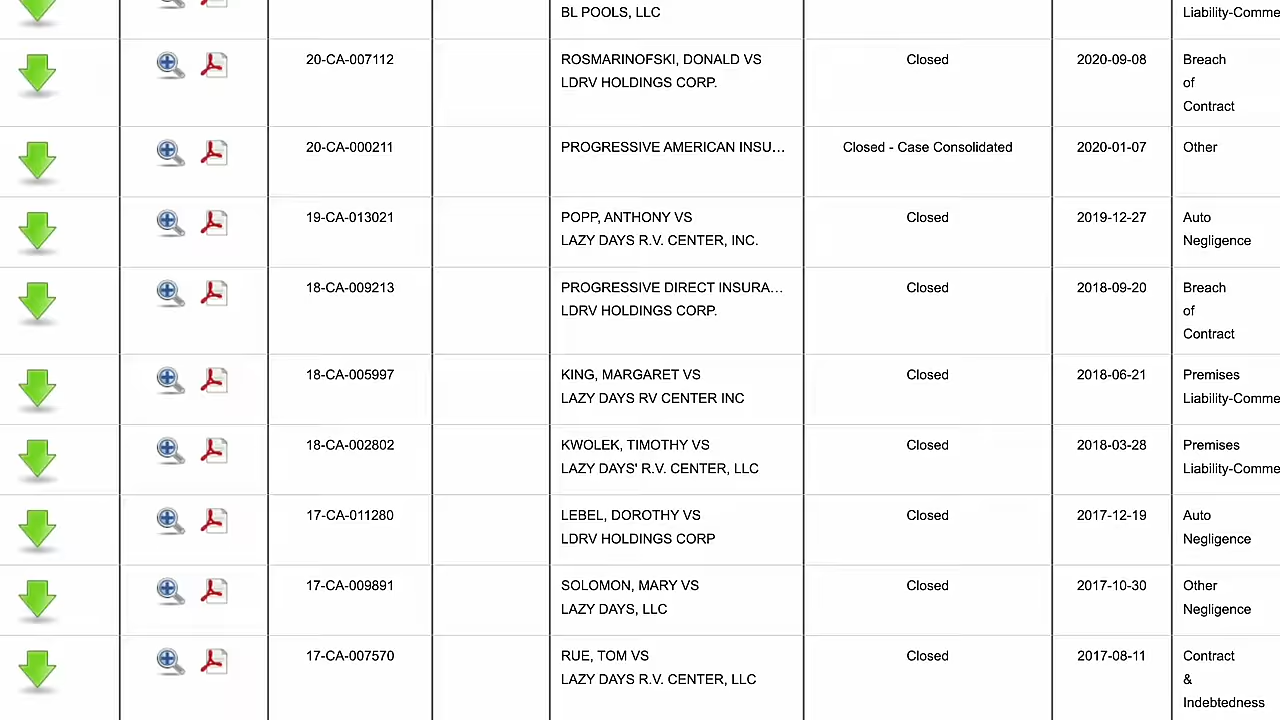 BL POOLS, LLC
Liability-Comme
20-CA-007112
ROSMARINOFSKI, DONALD VS
LDRV HOLDINGS CORP.
Closed
2020-09-08
Breach
of
Contract
20-CA-000211
PROGRESSIVE AMERICAN INSU...
Closed - Case Consolidated
2020-01-07
Other
19-CA-013021
POPP, ANTHONY VS
LAZY DAYS R.V. CENTER, INC.
Closed
2019-12-27
Auto
Negligence
18-CA-009213
PROGRESSIVE DIRECT INSURA...
LDRV HOLDINGS CORP.
Closed
2018-09-20
Breach
of
Contract
18-CA-005997
KING, MARGARET VS
LAZY DAYS RV CENTER INC
Closed
2018-06-21
Premises
Liability-Comme
18-CA-002802
KWOLEK, TIMOTHY VS
LAZY DAYS' R.V. CENTER, LLC
Closed
2018-03-28
Premises
Liability-Comme
17-CA-011280
LEBEL, DOROTHY VS
LDRV HOLDINGS CORP
Closed
2017-12-19
Auto
Negligence
17-CA-009891
SOLOMON, MARY VS
LAZY DAYS, LLC
Closed
2017-10-30
Other
Negligence
17-CA-007570
RUE, TOM VS
LAZY DAYS R.V. CENTER, LLC
Closed
2017-08-11
Contract
&
Indebtedness